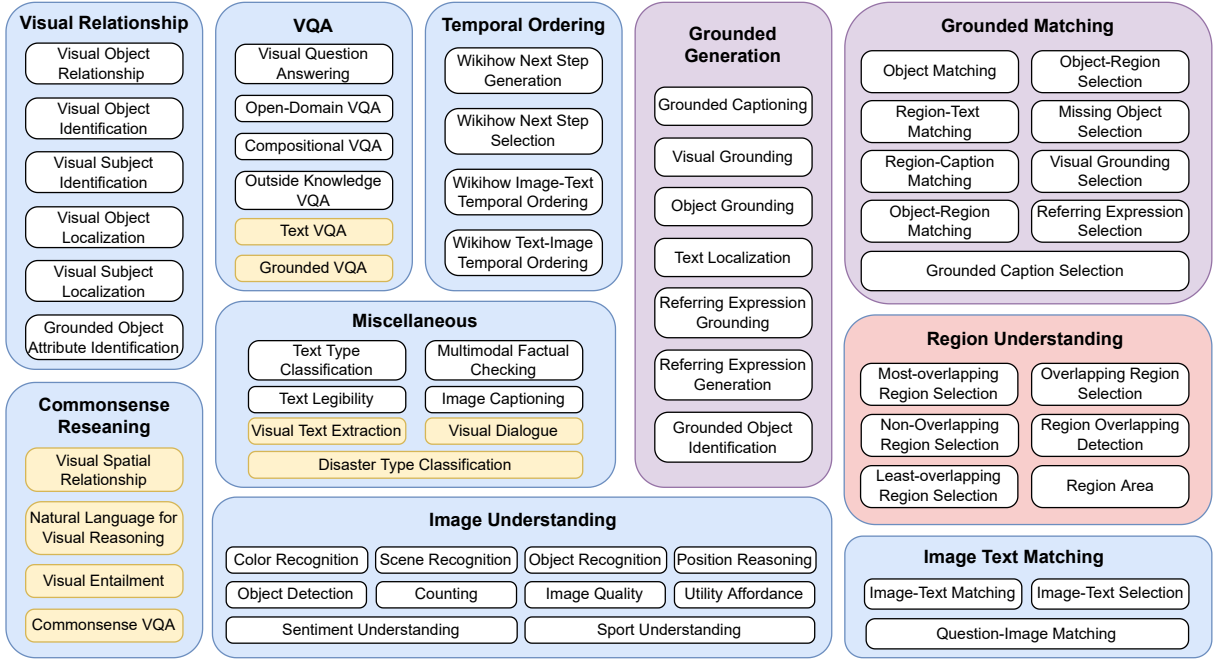 Visual Relationship
Visual Object
Relationship
Visual Object
Identification
Visual Subject
Identification
Visual Object
Localization
Visual Subject
Localization
Grounded Object
Attribute Identification
Commonsense
Reseaning
Visual Spatial
Relationship
Natural Language for
Visual Reasoning
Visual Entailment
Commonsense VQA
VQA
Visual Question
Answering
Open-Domain VQA
Compositional VQA
Outside Knowledge
VQA
Text VQA
Grounded VQA
Temporal Ordering
Wikihow Next Step
Generation
Wikihow Next Step
Selection
Wikihow Image-Text
Temporal Ordering
Wikihow Text-Image
Temporal Ordering
Miscellaneous
Text Type
Classification
Multimodal Factual
Checking
Text Legibility
Image Captioning
Visual Text Extraction
Visual Dialogue
Disaster Type Classification
Grounded
Generation
Grounded Captioning
Visual Grounding
Object Grounding
Text Localization
Referring Expression
Grounding
Referring Expression
Generation
Grounded Object
Identification
Image Understanding
Color Recognition
Scene Recognition
Object Recognition
Position Reasoning
Object Detection
Counting
Image Quality
Utility Affordance
Sentiment Understanding
Sport Understanding
Grounded Matching
Object Matching
Object-Region
Selection
Region-Text
Matching
Missing Object
Selection
Region-Caption
Matching
Visual Grounding
Selection
Object-Region
Matching
Referring Expression
Selection
Grounded Caption Selection
Region Understanding
Most-overlapping
Region Selection
Overlapping Region
Selection
Non-Overlapping
Region Selection
Region Overlapping
Detection
Least-overlapping
Region Selection
Region Area
Image Text Matching
Image-Text Matching
Image-Text Selection
Question-Image Matching